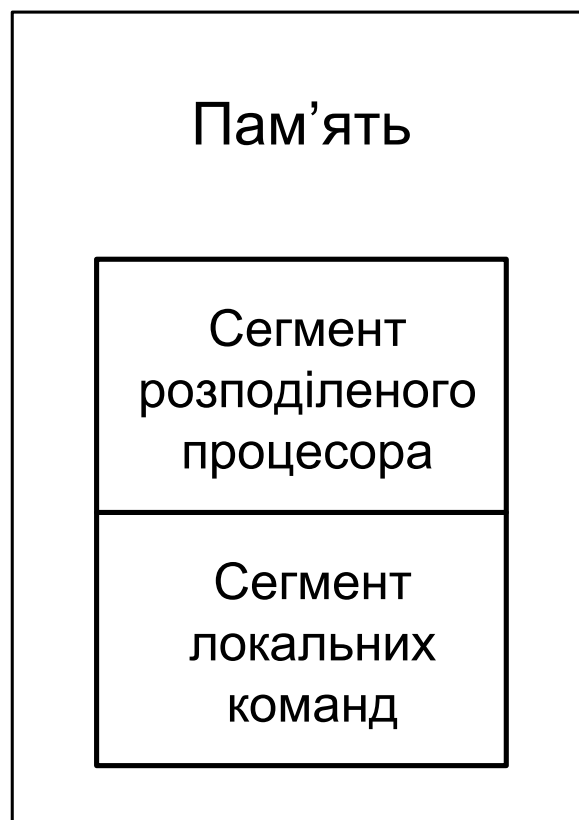 Пам’ять
Сегмент
розподіленого
процесора
Сегмент
локальних
команд